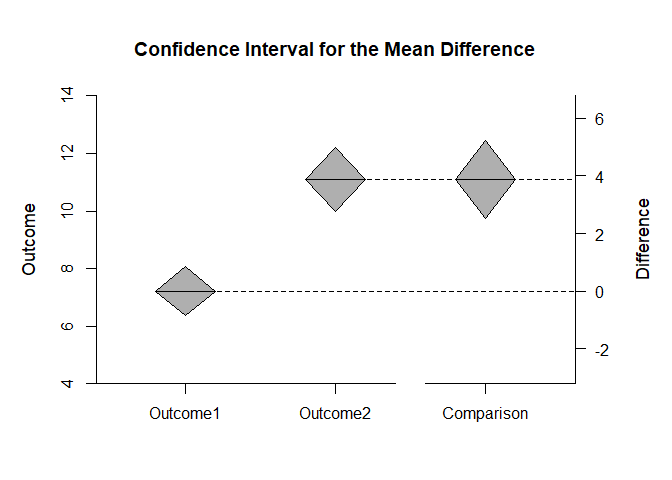 Confidence Interval for the Mean Difference
Outcome
14
12
10
8
6
4
Outcome1
Outcome2
Comparison
6
4
2
0
-2
Difference